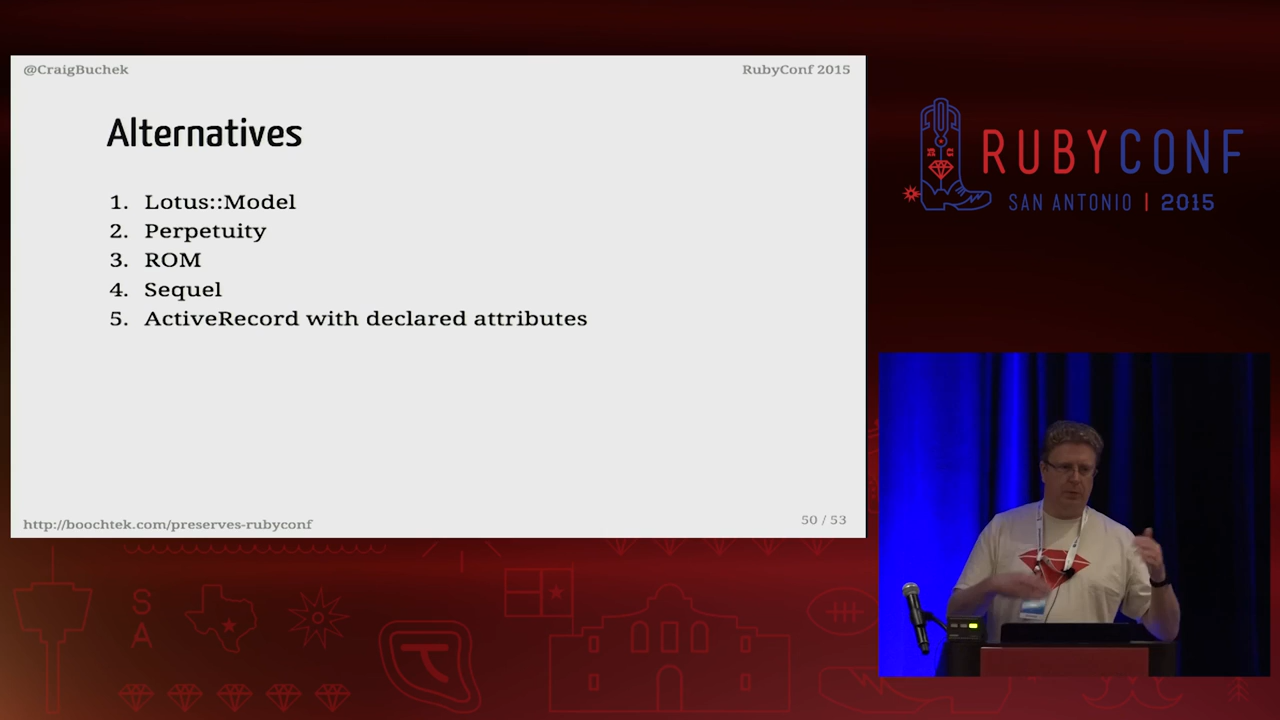 @CraigBuchek
RubyConf 2015
Alternatives
1. Lotus::Model
2. Perpetuity
3. ROM
4. Sequel
5. ActiveRecord with declared attributes
http://boochtek.com/preserves-rubyconf
50 / 53
RUBYCONF
SAN ANTONIO | 2015
S
A